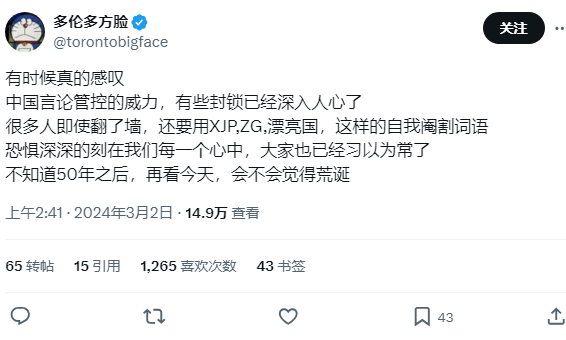 多伦多方脸
@torontobigface
关注
有时候真的感叹
中国言论管控的威力，有些封锁已经深入人心了
很多人即使翻了墙，还要用XJP,ZG,漂亮国，这样的自我阉割词语
恐惧深深的刻在我们每一个心中，大家也已经习以为常了
不知道50年之后，再看今天，会不会觉得荒诞
上午2:41 · 2024年3月2日 · 14.9万 查看
65 转帖 15 引用 1,265 喜欢次数 43 书签
43